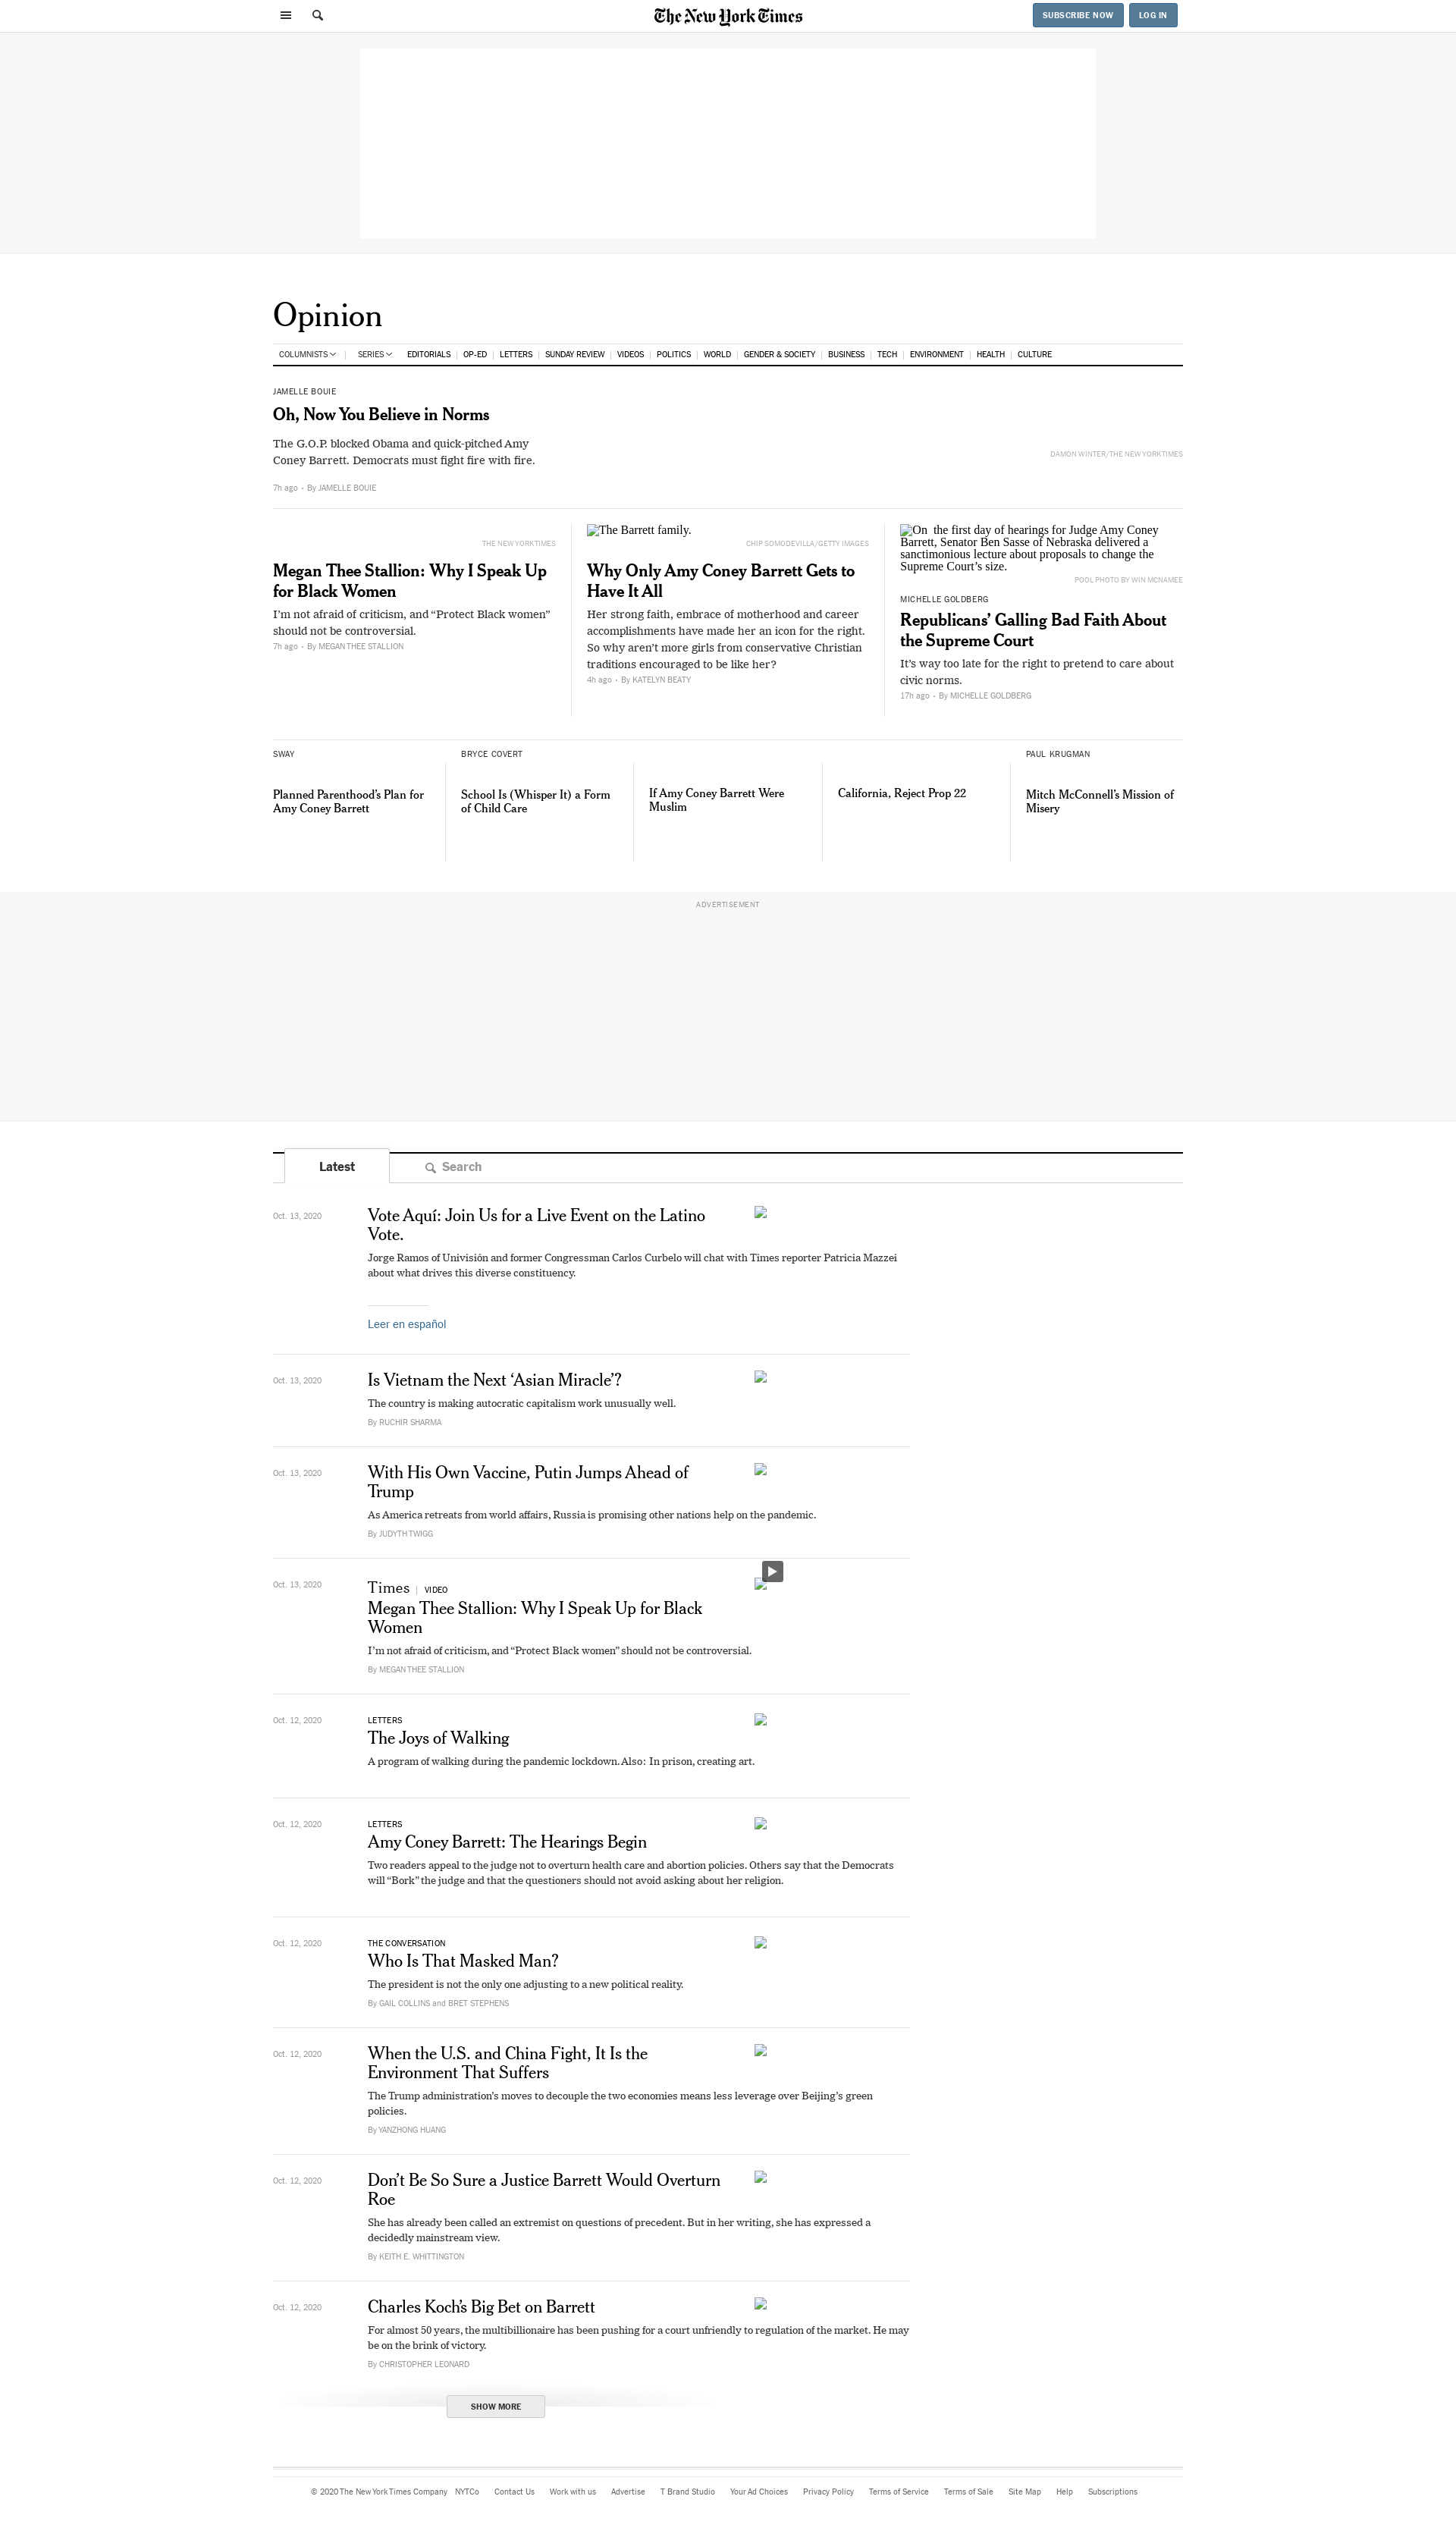 The New York Times
SUBSCRIBE NOW
LOG IN
Opinion
COLUMNISTS
SERIES
EDITORIALS
OP-ED
LETTERS
SUNDAY REVIEW
VIDEOS
POLITICS
WORLD
GENDER & SOCIETY
BUSINESS
TECH
ENVIRONMENT
HEALTH
CULTURE
JAMELLE BOUIE
Oh, Now You Believe in Norms
The G.O.P. blocked Obama and quick-pitched Amy
Coney Barrett. Democrats must fight fire with fire.
7h ago • By JAMELLE BOUIE
DAMON WINTER/THE NEW YORK TIMES
THE NEW YORK TIMES
Megan Thee Stallion: Why I Speak Up
for Black Women
I’m not afraid of criticism, and “Protect Black women”
should not be controversial.
7h ago • By MEGAN THEE STALLION
The Barrett family.
CHIP SOMODEVILLA/GETTY IMAGES
Why Only Amy Coney Barrett Gets to
Have It All
Her strong faith, embrace of motherhood and career
accomplishments have made her an icon for the right.
So why aren’t more girls from conservative Christian
traditions encouraged to be like her?
4h ago • By KATELYN BEATY
On the first day of hearings for Judge Amy Coney
Barrett, Senator Ben Sasse of Nebraska delivered a
sanctimonious lecture about proposals to change the
Supreme Court’s size.
POOL PHOTO BY WIN MCNAMEE
MICHELLE GOLDBERG
Republicans’ Galling Bad Faith About
the Supreme Court
It’s way too late for the right to pretend to care about
civic norms.
17h ago • By MICHELLE GOLDBERG
SWAY
Planned Parenthood’s Plan for
Amy Coney Barrett
BRYCE COVERT
School Is (Whisper It) a Form
of Child Care
If Amy Coney Barrett Were
Muslim
California, Reject Prop 22
PAUL KRUGMAN
Mitch McConnell’s Mission of
Misery
ADVERTISEMENT
Latest
Search
Oct. 13, 2020
Vote Aquí: Join Us for a Live Event on the Latino
Vote.
Jorge Ramos of Univisión and former Congressman Carlos Curbelo will chat with Times reporter Patricia Mazzei
about what drives this diverse constituency.
Leer en español
Oct. 13, 2020
Is Vietnam the Next ‘Asian Miracle’?
The country is making autocratic capitalism work unusually well.
By RUCHIR SHARMA
Oct. 13, 2020
With His Own Vaccine, Putin Jumps Ahead of
Trump
As America retreats from world affairs, Russia is promising other nations help on the pandemic.
By JUDYTH TWIGG
Oct. 13, 2020
Times | VIDEO
Megan Thee Stallion: Why I Speak Up for Black
Women
I’m not afraid of criticism, and “Protect Black women” should not be controversial.
By MEGAN THEE STALLION
Oct. 12, 2020
LETTERS
The Joys of Walking
A program of walking during the pandemic lockdown. Also: In prison, creating art.
Oct. 12, 2020
LETTERS
Amy Coney Barrett: The Hearings Begin
Two readers appeal to the judge not to overturn health care and abortion policies. Others say that the Democrats
will “Bork” the judge and that the questioners should not avoid asking about her religion.
Oct. 12, 2020
THE CONVERSATION
Who Is That Masked Man?
The president is not the only one adjusting to a new political reality.
By GAIL COLLINS and BRET STEPHENS
Oct. 12, 2020
When the U.S. and China Fight, It Is the
Environment That Suffers
The Trump administration’s moves to decouple the two economies means less leverage over Beijing’s green
policies.
By YANZHONG HUANG
Oct. 12, 2020
Don’t Be So Sure a Justice Barrett Would Overturn
Roe
She has already been called an extremist on questions of precedent. But in her writing, she has expressed a
decidedly mainstream view.
By KEITH E. WHITTINGTON
Oct. 12, 2020
Charles Koch’s Big Bet on Barrett
For almost 50 years, the multibillionaire has been pushing for a court unfriendly to regulation of the market. He may
be on the brink of victory.
By CHRISTOPHER LEONARD
SHOW MORE
© 2020 The New York Times Company NYTCo Contact Us Work with us Advertise T Brand Studio Your Ad Choices Privacy Policy Terms of Service Terms of Sale Site Map Help Subscriptions